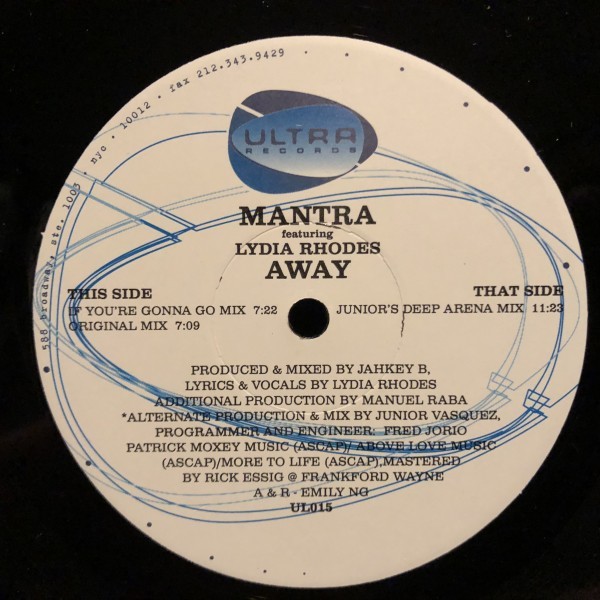 588 broadway, ste. 1003 · nyc · 10012 · fax 212.343.9429
ULTRA
RECORDS
MANTRA
featuring
LYDIA RHODES
AWAY
THIS SIDE
THAT SIDE
IF YOU'RE GONNA GO MIX 7:22
JUNIOR'S DEEP ARENA MIX 11:23
ORIGINAL MIX 7:09
PRODUCED & MIXED BY JAHKEY B,
LYRICS & VOCALS BY LYDIA RHODES
ADDITIONAL PRODUCTION BY MANUEL RABA
*ALTERNATE PRODUCTION & MIX BY JUNIOR VASQUEZ,
PROGRAMMER AND ENGINEER: FRED JORIO
PATRICK MOXEY MUSIC (ASCAP)/ ABOVE LOVE MUSIC
(ASCAP)/MORE TO LIFE (ASCAP),MASTERED
BY RICK ESSIG @ FRANKFORD WAYNE
A & R - EMILY NG
UL015